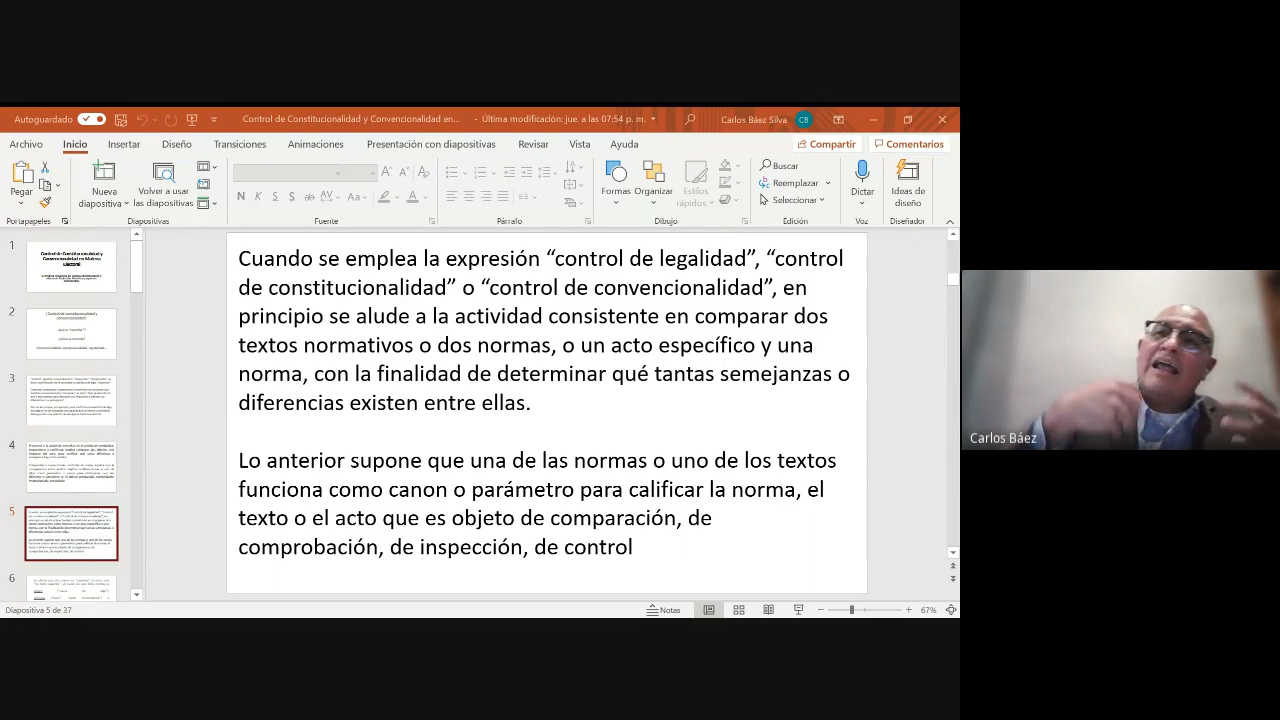 Autoguardado
Control de Constitucionalidad y Convencionalidad en... - Última modificación: jue. a las 07:54 p. m.
Carlos Báez Silva CB
Archivo Inicio Insertar Diseño Transiciones Animaciones Presentación con diapositivas Revisar Vista Ayuda Compartir Comentarios
Pegar Nueva diapositiva Volver a usar las diapositivas Formas Organizar Estilos rápidos Buscar Reemplazar Seleccionar Dictar Ideas de diseño
Portapapeles Diapositivas Fuente Párrafo Dibujo Edición Voz Diseñador
1
2
3
4
5
6
Cuando se emplea la expresión “control de legalidad”, “control
de constitucionalidad” o “control de convencionalidad”, en
principio se alude a la actividad consistente en comparar dos
textos normativos o dos normas, o un acto específico y una
norma, con la finalidad de determinar qué tantas semejanzas o
diferencias existen entre ellas.
Lo anterior supone que una de las normas o uno de los textos
funciona como canon o parámetro para calificar la norma, el
texto o el acto que es objeto de comparación, de
comprobación, de inspección, de control
Diapositiva 5 de 37
Notas
67%
Carlos Báez